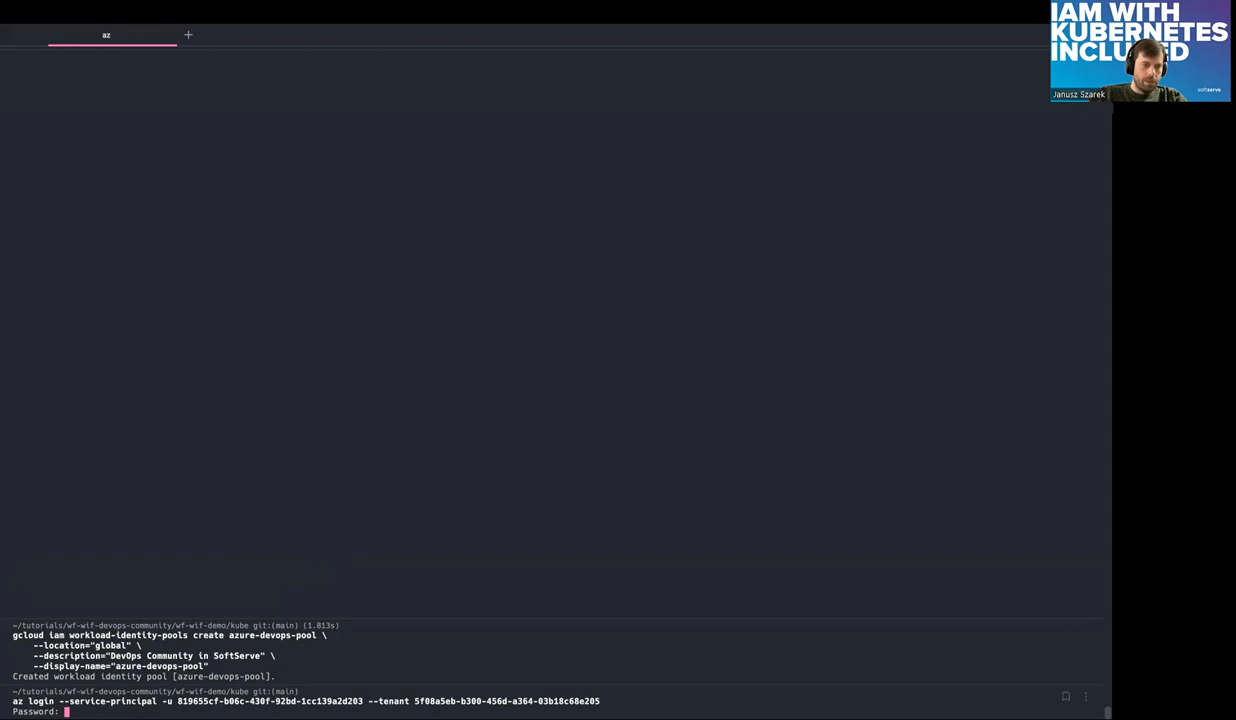 az
+
IAM WITH
KUBERNETES
INCLUDED
Janusz Szarek
softserve
~/tutorials/wf-wif-devops-community/wf-wif-demo/kube git:(main) (1.813s)
gcloud iam workload-identity-pools create azure-devops-pool \
--location="global" \
--description="DevOps Community in SoftServe" \
--display-name="azure-devops-pool"
Created workload identity pool [azure-devops-pool].
~/tutorials/wf-wif-devops-community/wf-wif-demo/kube git:(main)
az login --service-principal -u 819655cf-b06c-430f-92bd-1cc139a2d203 --tenant 5f08a5eb-b300-456d-a364-03b18c68e205
Password: